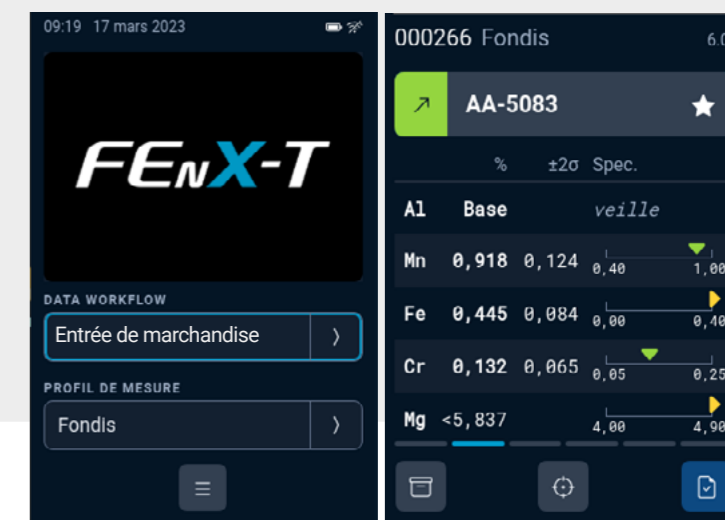 09:19 17 mars 2023
FENX-T
DATA WORKFLOW
Entrée de marchandise
PROFIL DE MESURE
Fondis
000266 Fondis 6.0
AA-5083
% ±2σ Spec.
Al Base veille
Mn 0,918 0,124 0,40 1,00
Fe 0,445 0,084 0,00 0,40
Cr 0,132 0,065 0,05 0,25
Mg <5,837 4,00 4,90